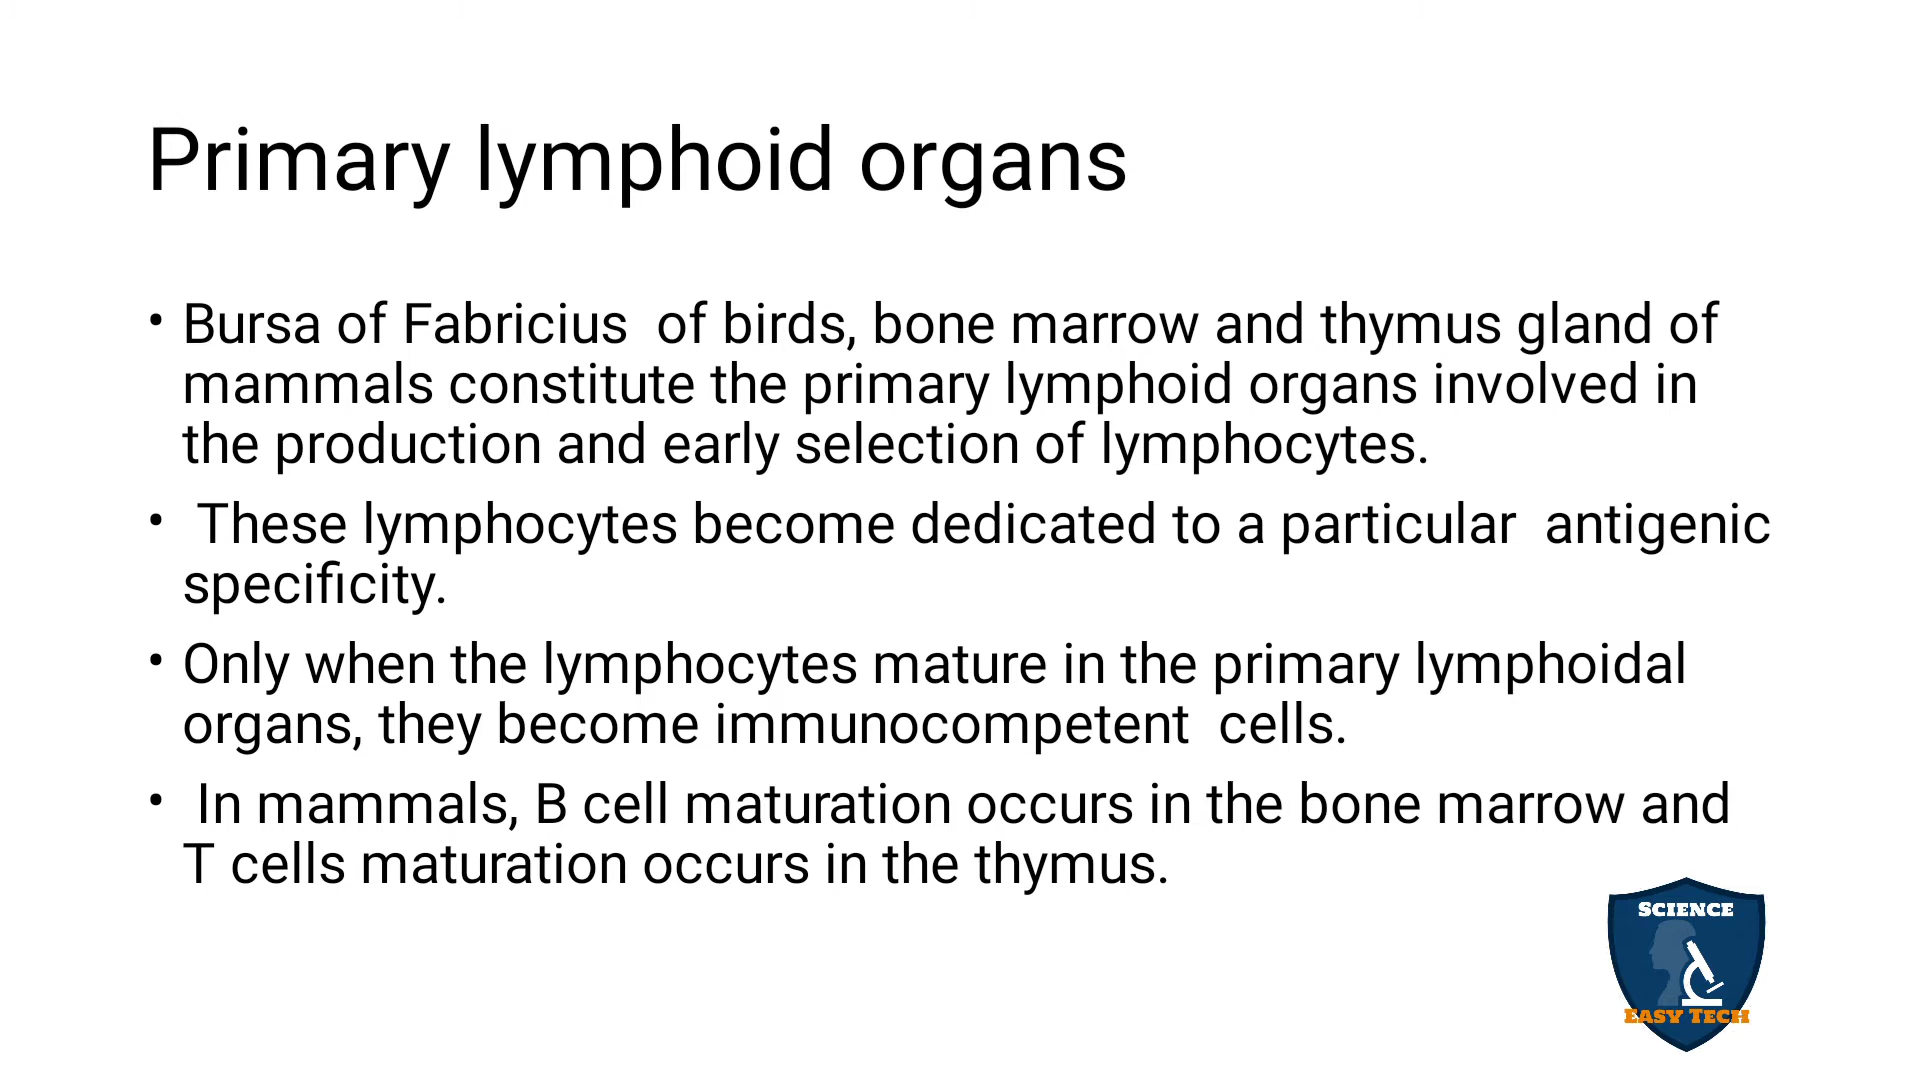 Primary lymphoid organs
• Bursa of Fabricius  of birds, bone marrow and thymus gland of
mammals constitute the primary lymphoid organs involved in
the production and early selection of lymphocytes.
•  These lymphocytes become dedicated to a particular  antigenic
specificity.
• Only when the lymphocytes mature in the primary lymphoidal
organs, they become immunocompetent  cells.
•  In mammals, B cell maturation occurs in the bone marrow and
T cells maturation occurs in the thymus.
SCIENCE
EASY TECH